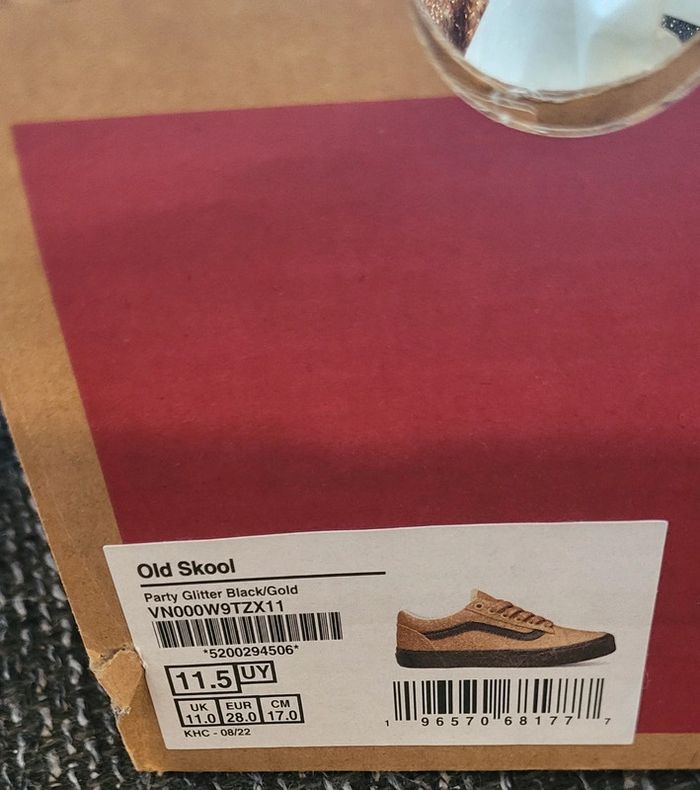 Old Skool
Party Glitter Black/Gold
VN000W9TZX11
*5200294506*
11.5 UY
UK EUR CM
11.0 28.0 17.0
KHC - 08/22
1 96570 68177 7